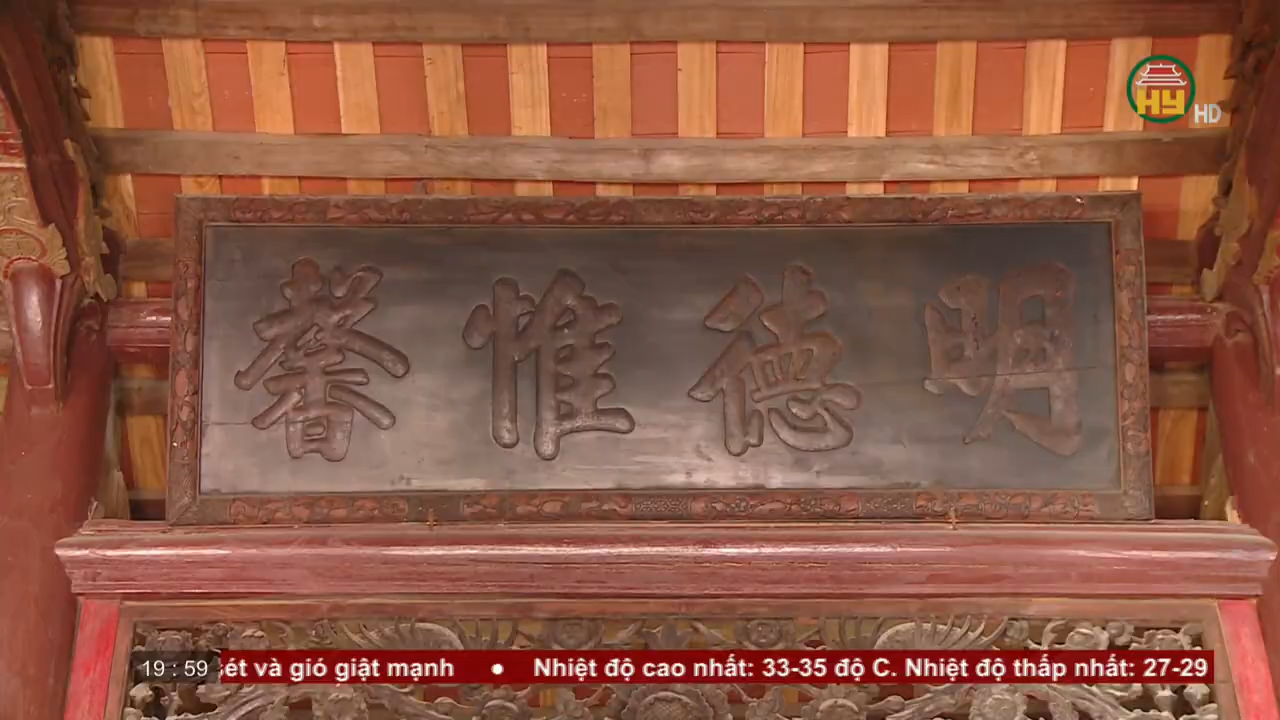 HY HD
明德惟馨
19 : 59 sét và gió giật mạnh • Nhiệt độ cao nhất: 33-35 độ C. Nhiệt độ thấp nhất: 27-29